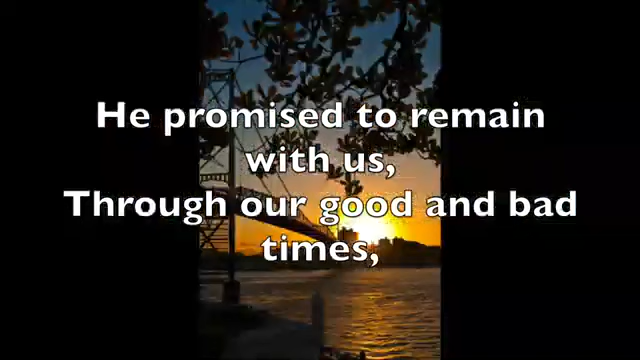 He promised to remain
with us,
Through our good and bad
times,